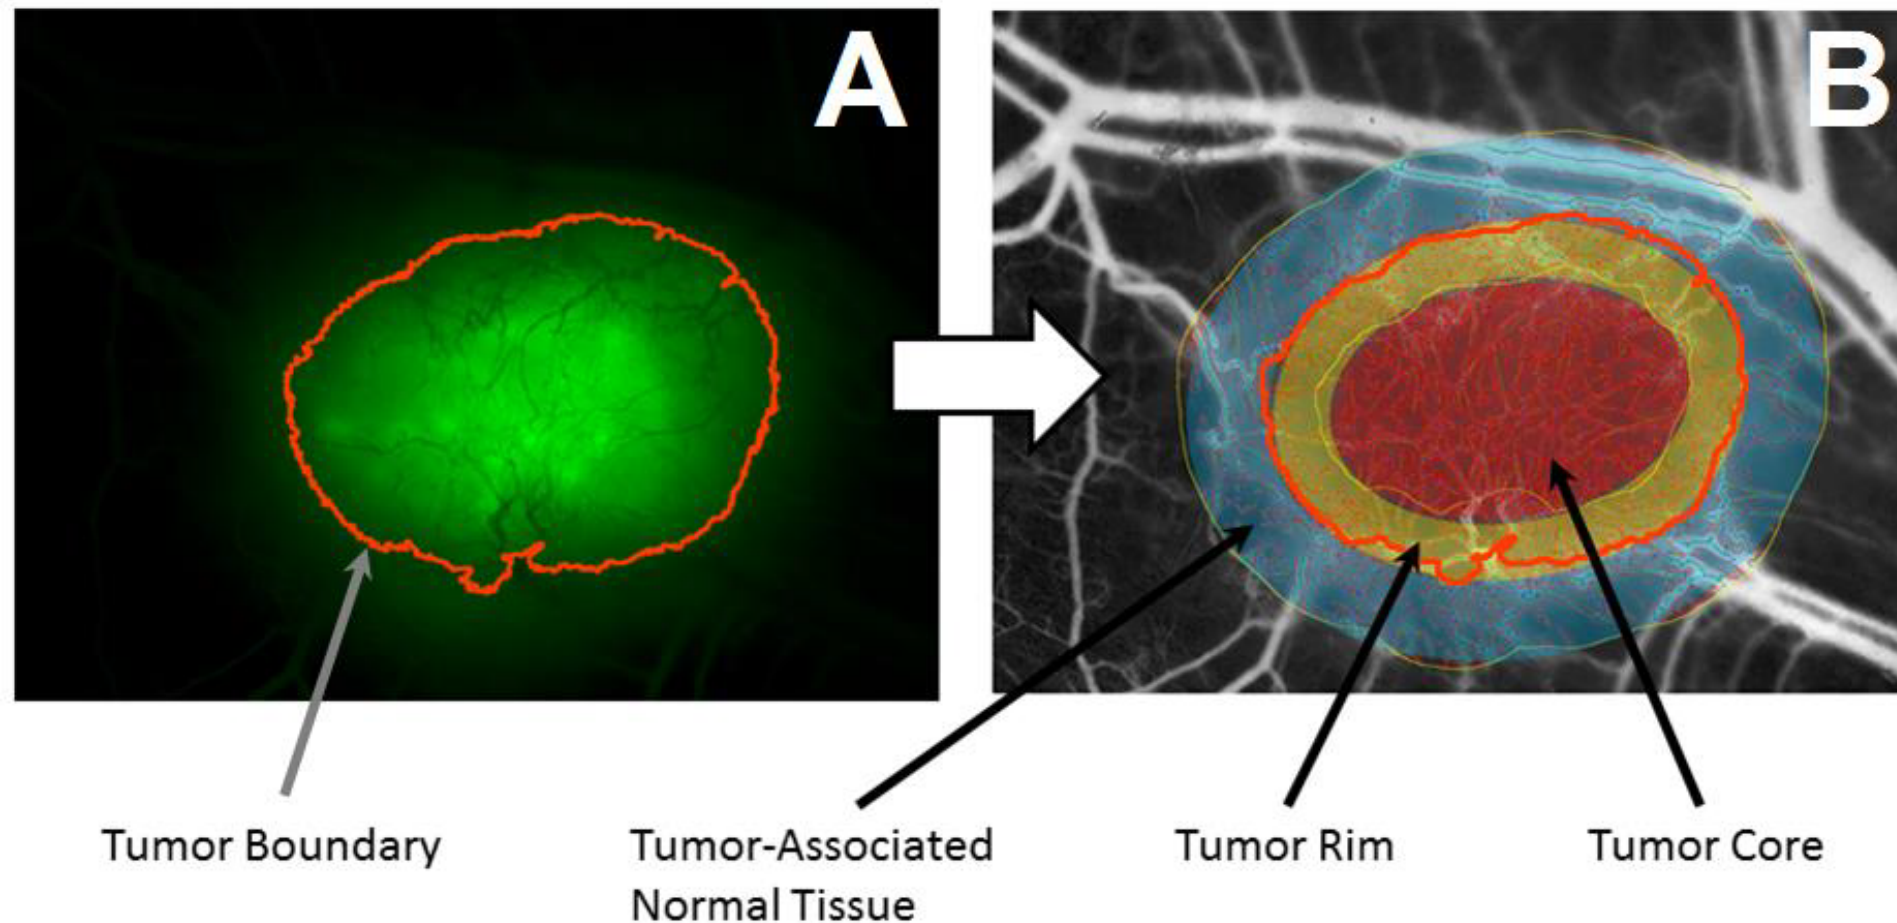 A
B
Tumor Boundary
Tumor-Associated
Normal Tissue
Tumor Rim
Tumor Core